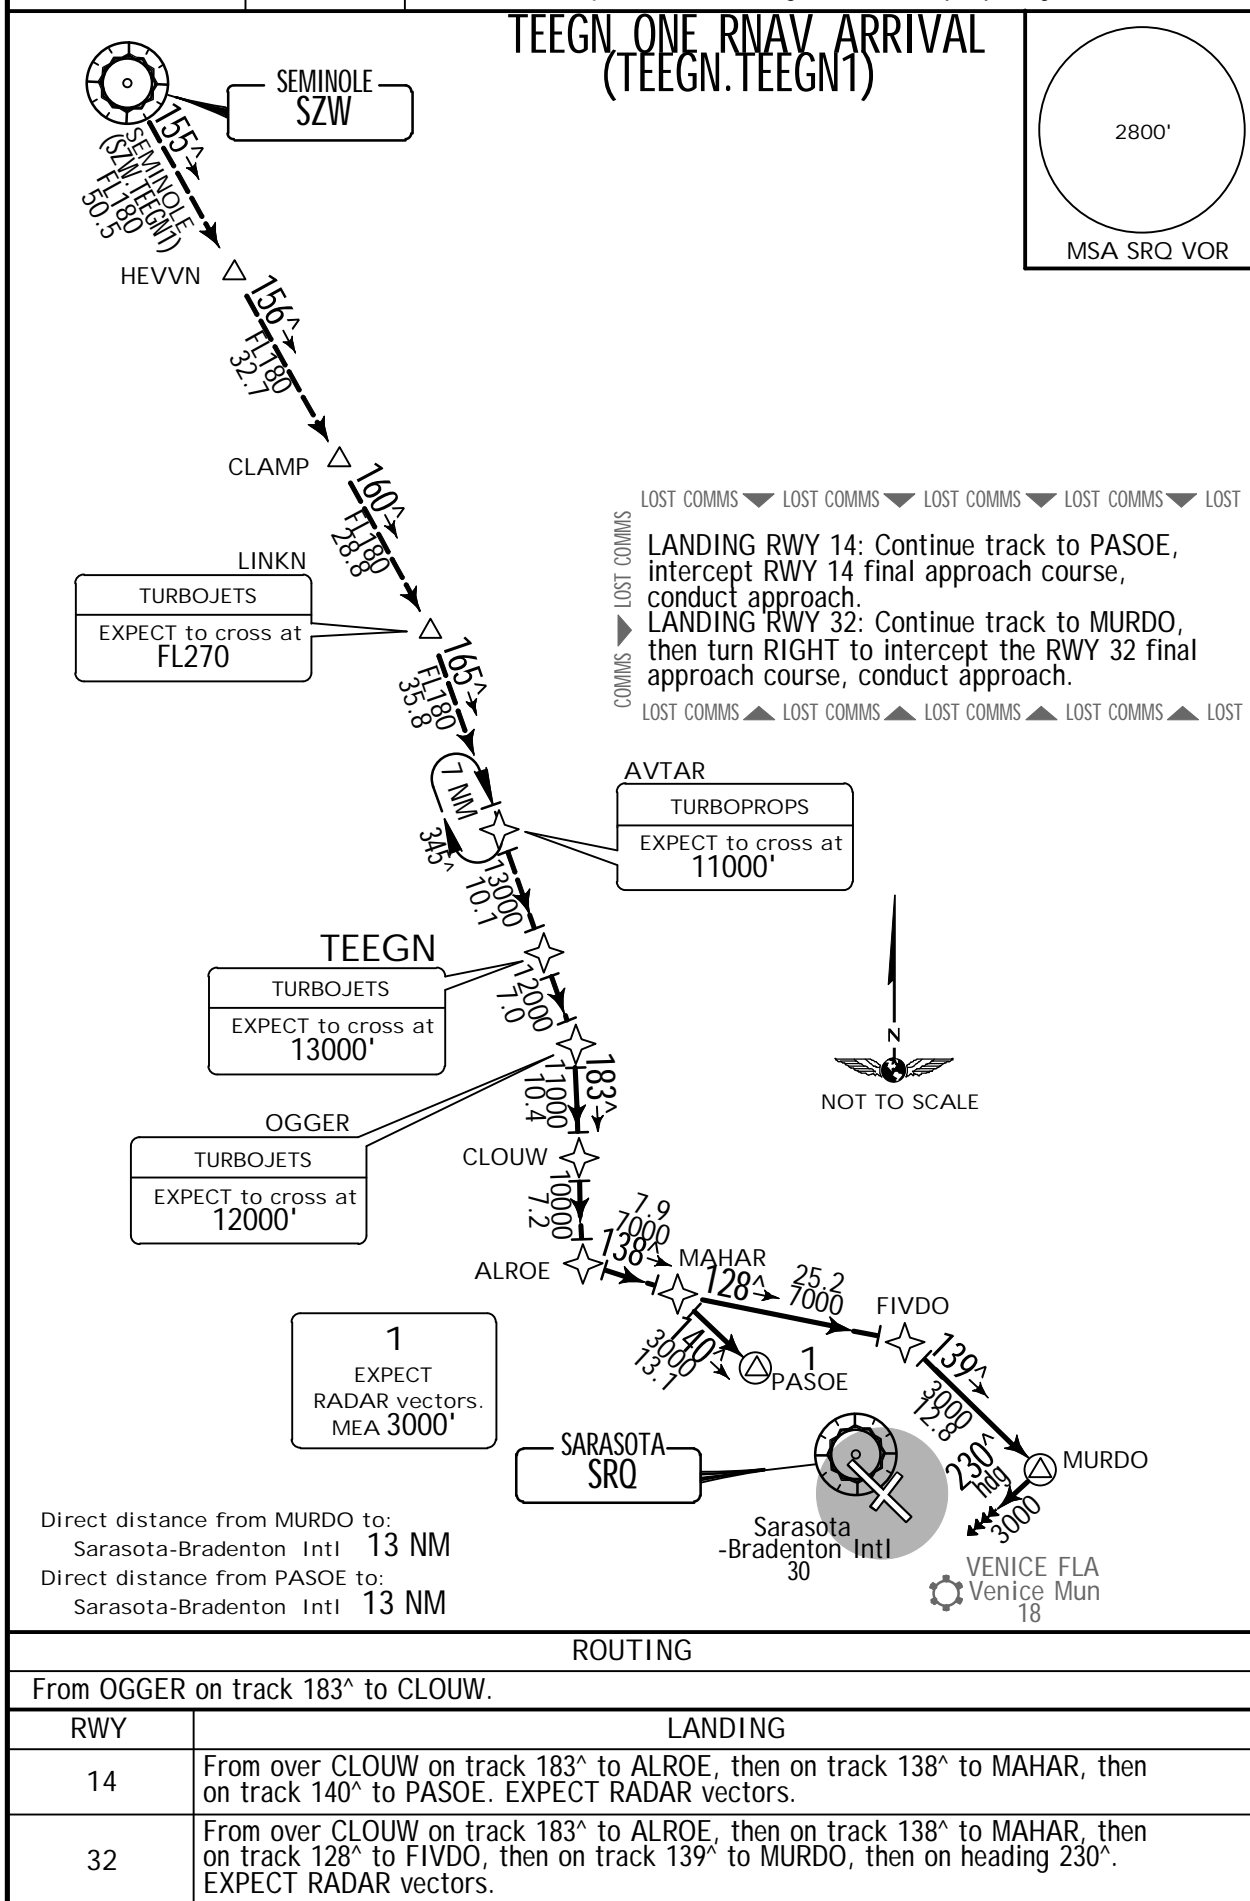 TEEGN ONE RNAV ARRIVAL
(TEEGN.TEEGN1)
2800'
MSA SRQ VOR
SEMINOLE
SZW
155^
SEMINOLE
(SZW.TEEGN1)
FL180
50.5
HEVVN
156^
FL180
32.7
CLAMP
160^
FL180
28.8
LINKN
TURBOJETS
EXPECT to cross at
FL270
165^
FL180
35.8
LOST COMMS LOST COMMS LOST COMMS LOST COMMS LOST
COMMS LOST COMMS
LANDING RWY 14: Continue track to PASOE,
intercept RWY 14 final approach course,
conduct approach.
LANDING RWY 32: Continue track to MURDO,
then turn RIGHT to intercept the RWY 32 final
approach course, conduct approach.
LOST COMMS LOST COMMS LOST COMMS LOST COMMS LOST
7 NM
345^
AVTAR
TURBOPROPS
EXPECT to cross at
11000'
13000
10.1
TEEGN
TURBOJETS
EXPECT to cross at
13000'
12000
7.0
N
NOT TO SCALE
OGGER
TURBOJETS
EXPECT to cross at
12000'
183^
11000
10.4
CLOUW
10000
7.2
ALROE
7.9
7000
138^
MAHAR
128^
25.2
7000
FIVDO
140^
3000
13.1
1
PASOE
139^
3000
12.8
MURDO
230^
hdg
3000
1
EXPECT
RADAR vectors.
MEA 3000'
SARASOTA
SRQ
Sarasota
-Bradenton Intl
30
VENICE FLA
Venice Mun
18
Direct distance from MURDO to:
Sarasota-Bradenton Intl 13 NM
Direct distance from PASOE to:
Sarasota-Bradenton Intl 13 NM
ROUTING
From OGGER on track 183^ to CLOUW.
RWY LANDING
14
From over CLOUW on track 183^ to ALROE, then on track 138^ to MAHAR, then
on track 140^ to PASOE. EXPECT RADAR vectors.
32
From over CLOUW on track 183^ to ALROE, then on track 138^ to MAHAR, then
on track 128^ to FIVDO, then on track 139^ to MURDO, then on heading 230^.
EXPECT RADAR vectors.